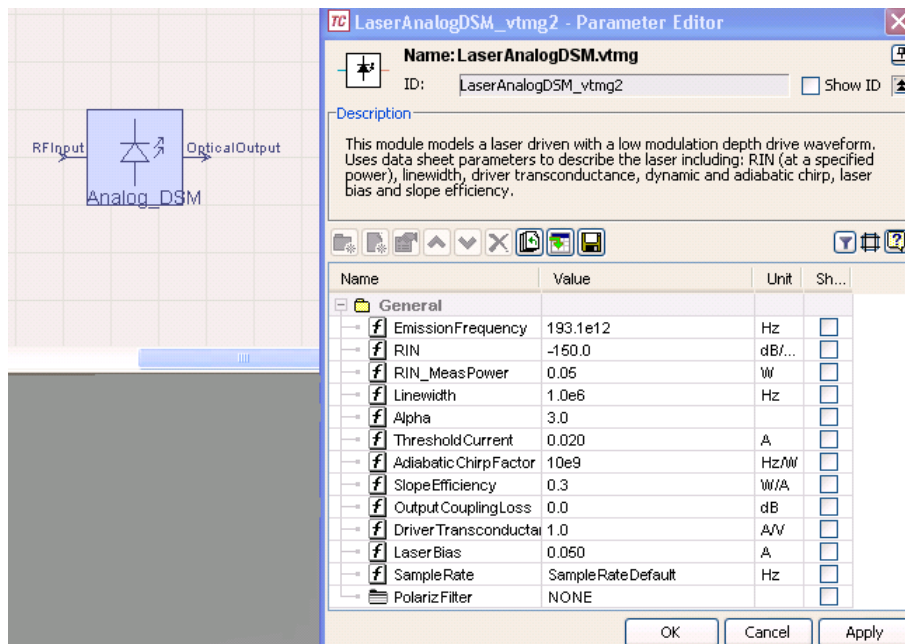 TC LaserAnalogDSM_vtmg2 - Parameter Editor
Name: LaserAnalogDSM.vtmg
ID: LaserAnalogDSM_vtmg2 Show ID
Description
This module models a laser driven with a low modulation depth drive waveform.
Uses data sheet parameters to describe the laser including: RIN (at a specified
power), linewidth, driver transconductance, dynamic and adiabatic chirp, laser
bias and slope efficiency.
RFInput
OpticalOutput
Analog_DSM
Name Value Unit Sh...
General
f EmissionFrequency 193.1e12 Hz
f RIN -150.0 dB/...
f RIN_MeasPower 0.05 W
f Linewidth 1.0e6 Hz
f Alpha 3.0
f ThresholdCurrent 0.020 A
f AdiabaticChirpFactor 10e9 Hz/W
f SlopeEfficiency 0.3 W/A
f OutputCouplingLoss 0.0 dB
f DriverTransconducta 1.0 A/V
f LaserBias 0.050 A
f SampleRate SampleRateDefault Hz
PolarizFilter NONE
OK Cancel Apply